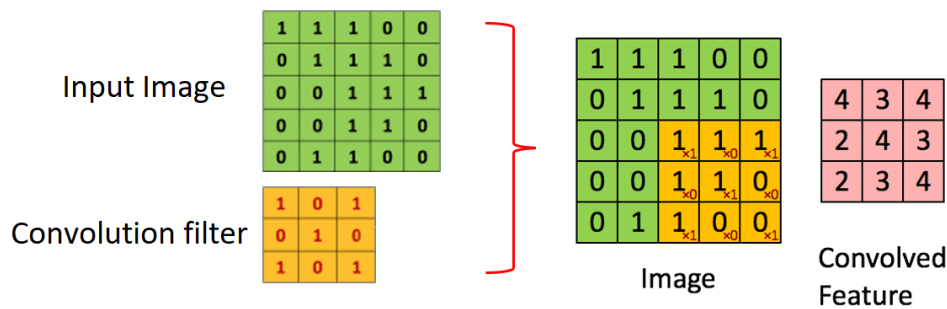 Input Image
1 1 1 0 0
0 1 1 1 0
0 0 1 1 1
0 0 1 1 0
0 1 1 0 0
Convolution filter
1 0 1
0 1 0
1 0 1
1 1 1 0 0
0 1 1 1 0
0 0 1×1 1×0 1×1
0 0 1×0 1×1 0×0
0 1 1×1 0×0 0×1
Image
4 3 4
2 4 3
2 3 4
Convolved
Feature